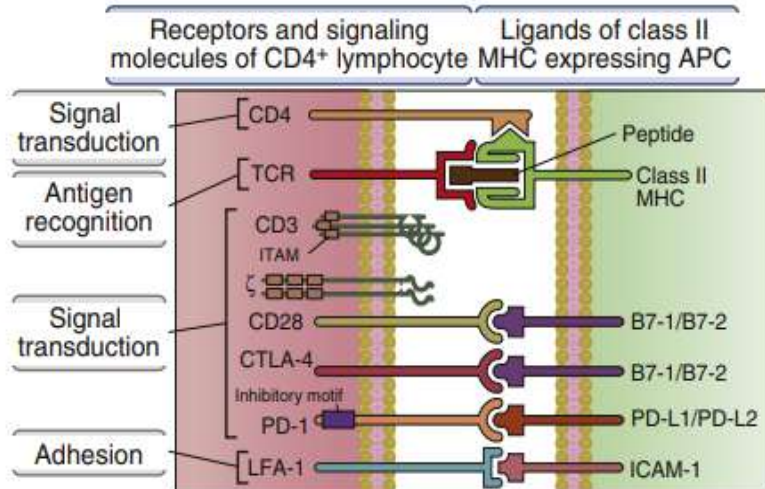 Receptors and signaling
molecules of CD4+ lymphocyte
Ligands of class II
MHC expressing APC
Signal
transduction
CD4
Peptide
Antigen
recognition
TCR
Class II
MHC
CD3
ITAM
ζ
Signal
transduction
CD28
B7-1/B7-2
CTLA-4
B7-1/B7-2
Inhibitory motif
PD-1
PD-L1/PD-L2
Adhesion
LFA-1
ICAM-1